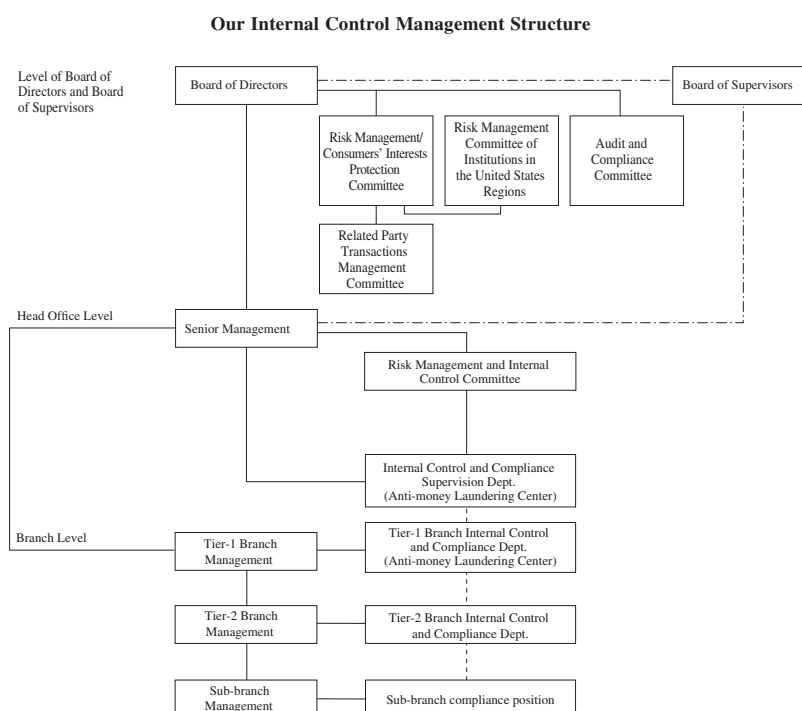 Our Internal Control Management Structure
Level of Board of
Directors and Board
of Supervisors
Board of Directors
Board of Supervisors
Risk Management/
Consumers’ Interests
Protection
Committee
Risk Management
Committee of
Institutions in
the United States
Regions
Audit and
Compliance
Committee
Related Party
Transactions
Management
Committee
Head Office Level
Senior Management
Risk Management and Internal
Control Committee
Internal Control and Compliance
Supervision Dept.
(Anti-money Laundering Center)
Branch Level
Tier-1 Branch
Management
Tier-1 Branch Internal Control
and Compliance Dept.
(Anti-money Laundering Center)
Tier-2 Branch
Management
Tier-2 Branch Internal Control
and Compliance Dept.
Sub-branch
Management
Sub-branch compliance position